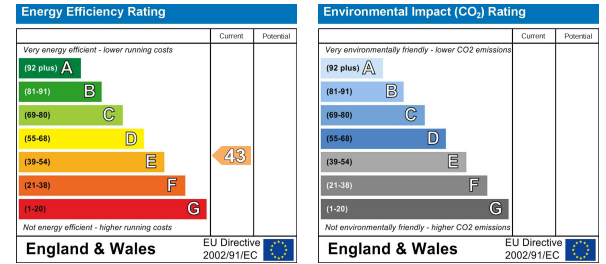 Energy Efficiency Rating
Current Potential
Very energy efficient - lower running costs
(92 plus) A
(81-91) B
(69-80) C
(55-68) D
(39-54) E
43
(21-38) F
(1-20) G
Not energy efficient - higher running costs
England & Wales
EU Directive
2002/91/EC
Environmental Impact (CO₂) Rating
Current Potential
Very environmentally friendly - lower CO2 emissions
(92 plus) A
(81-91) B
(69-80) C
(55-68) D
(39-54) E
(21-38) F
(1-20) G
Not environmentally friendly - higher CO2 emissions
England & Wales
EU Directive
2002/91/EC